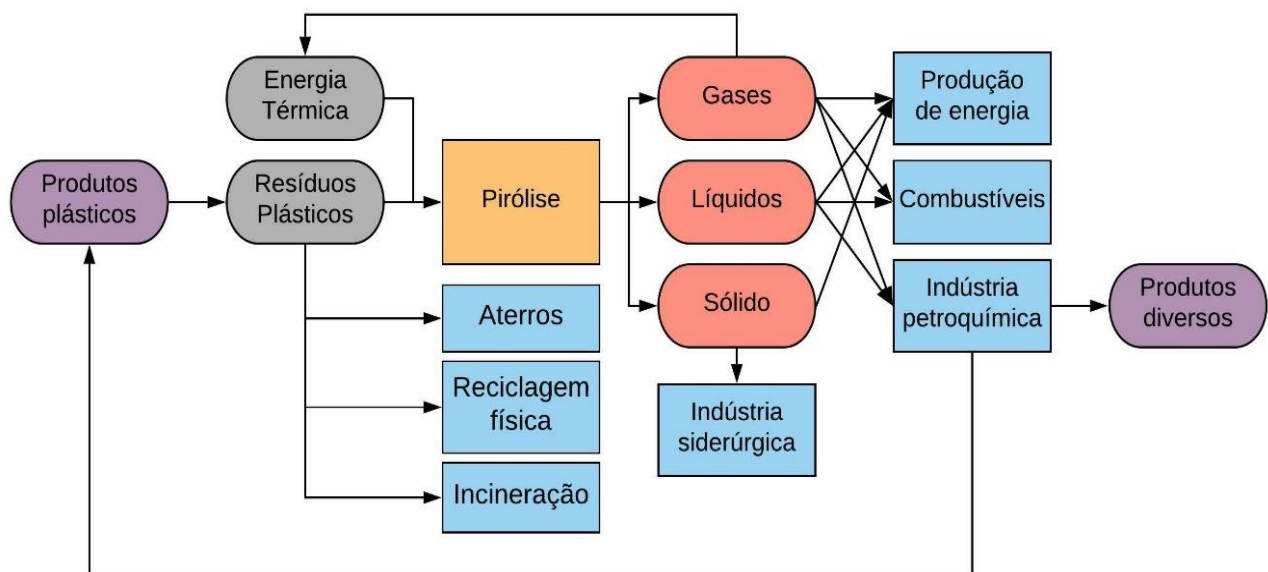 Energia
Térmica
Gases
Produção
de energia
Produtos
plásticos
Resíduos
Plásticos
Pirólise
Líquidos
Combustíveis
Aterros
Sólido
Indústria
petroquímica
Produtos
diversos
Reciclagem
física
Indústria
siderúrgica
Incineração